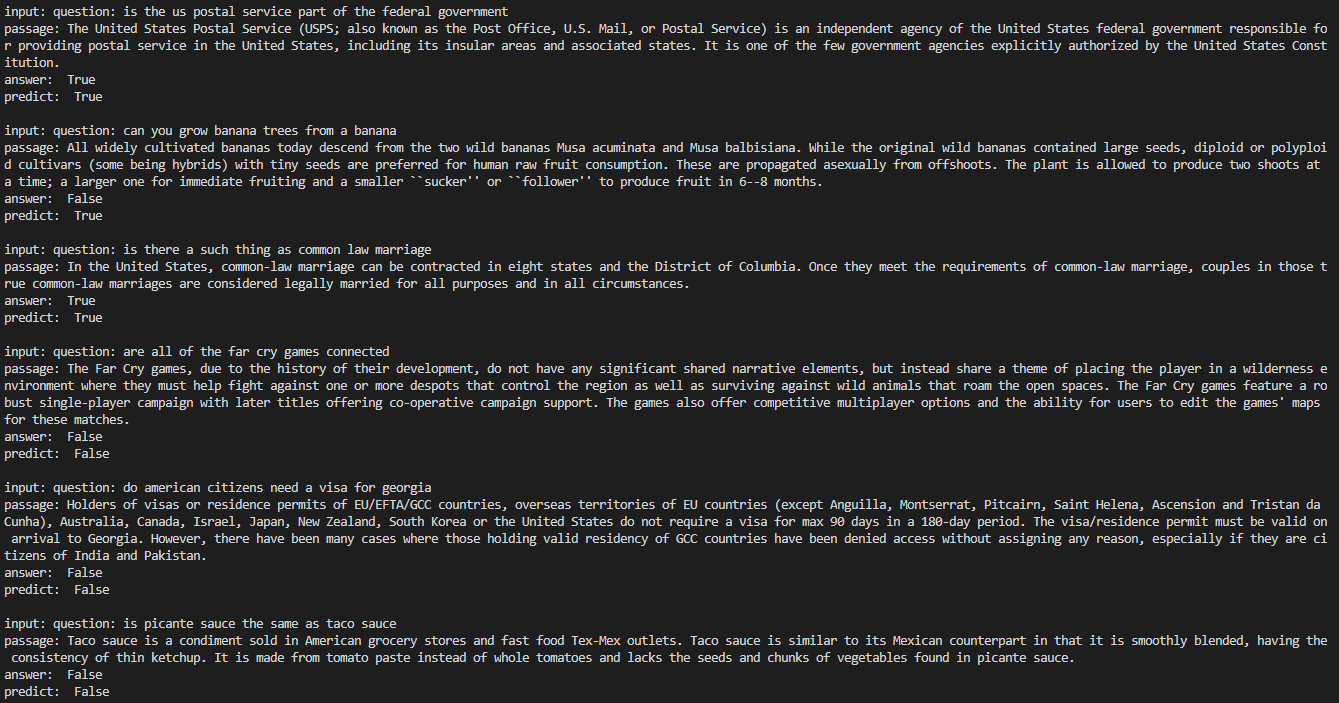 input: question: is the us postal service part of the federal government
passage: The United States Postal Service (USPS; also known as the Post Office, U.S. Mail, or Postal Service) is an independent agency of the United States federal government responsible fo
r providing postal service in the United States, including its insular areas and associated states. It is one of the few government agencies explicitly authorized by the United States Const
itution.
answer:  True
predict:  True

input: question: can you grow banana trees from a banana
passage: All widely cultivated bananas today descend from the two wild bananas Musa acuminata and Musa balbisiana. While the original wild bananas contained large seeds, diploid or polyploi
d cultivars (some being hybrids) with tiny seeds are preferred for human raw fruit consumption. These are propagated asexually from offshoots. The plant is allowed to produce two shoots at
a time; a larger one for immediate fruiting and a smaller ``sucker'' or ``follower'' to produce fruit in 6--8 months.
answer:  False
predict:  True

input: question: is there a such thing as common law marriage
passage: In the United States, common-law marriage can be contracted in eight states and the District of Columbia. Once they meet the requirements of common-law marriage, couples in those t
rue common-law marriages are considered legally married for all purposes and in all circumstances.
answer:  True
predict:  True

input: question: are all of the far cry games connected
passage: The Far Cry games, due to the history of their development, do not have any significant shared narrative elements, but instead share a theme of placing the player in a wilderness e
nvironment where they must help fight against one or more despots that control the region as well as surviving against wild animals that roam the open spaces. The Far Cry games feature a ro
bust single-player campaign with later titles offering co-operative campaign support. The games also offer competitive multiplayer options and the ability for users to edit the games' maps
for these matches.
answer:  False
predict:  False

input: question: do american citizens need a visa for georgia
passage: Holders of visas or residence permits of EU/EFTA/GCC countries, overseas territories of EU countries (except Anguilla, Montserrat, Pitcairn, Saint Helena, Ascension and Tristan da
Cunha), Australia, Canada, Israel, Japan, New Zealand, South Korea or the United States do not require a visa for max 90 days in a 180-day period. The visa/residence permit must be valid on
 arrival to Georgia. However, there have been many cases where those holding valid residency of GCC countries have been denied access without assigning any reason, especially if they are ci
tizens of India and Pakistan.
answer:  False
predict:  False

input: question: is picante sauce the same as taco sauce
passage: Taco sauce is a condiment sold in American grocery stores and fast food Tex-Mex outlets. Taco sauce is similar to its Mexican counterpart in that it is smoothly blended, having the
 consistency of thin ketchup. It is made from tomato paste instead of whole tomatoes and lacks the seeds and chunks of vegetables found in picante sauce.
answer:  False
predict:  False